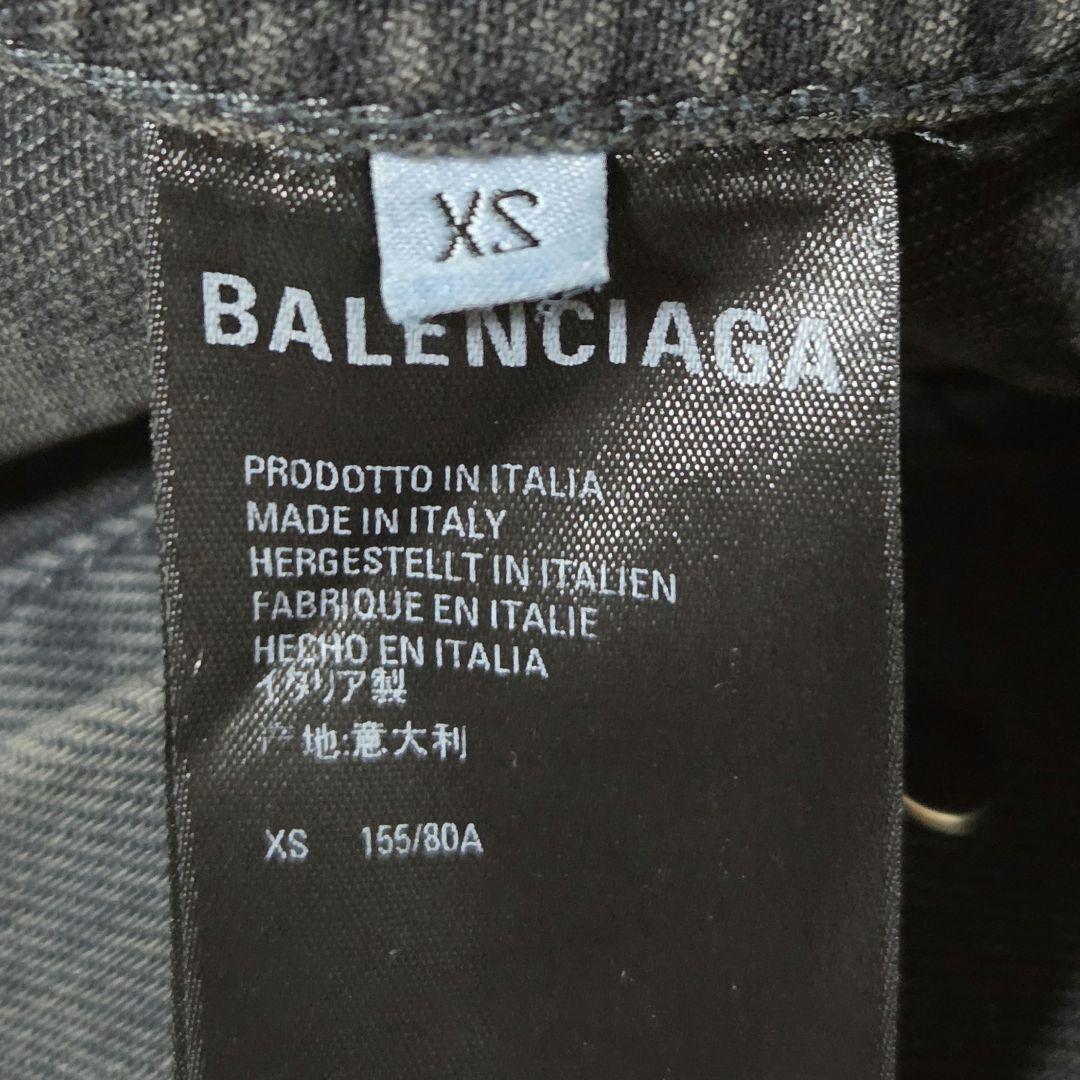 XS
BALENCIAGA
PRODOTTO IN ITALIA
MADE IN ITALY
HERGESTELLT IN ITALIEN
FABRIQUE EN ITALIE
HECHO EN ITALIA
イタリア製
产地:意大利
XS 155/80A